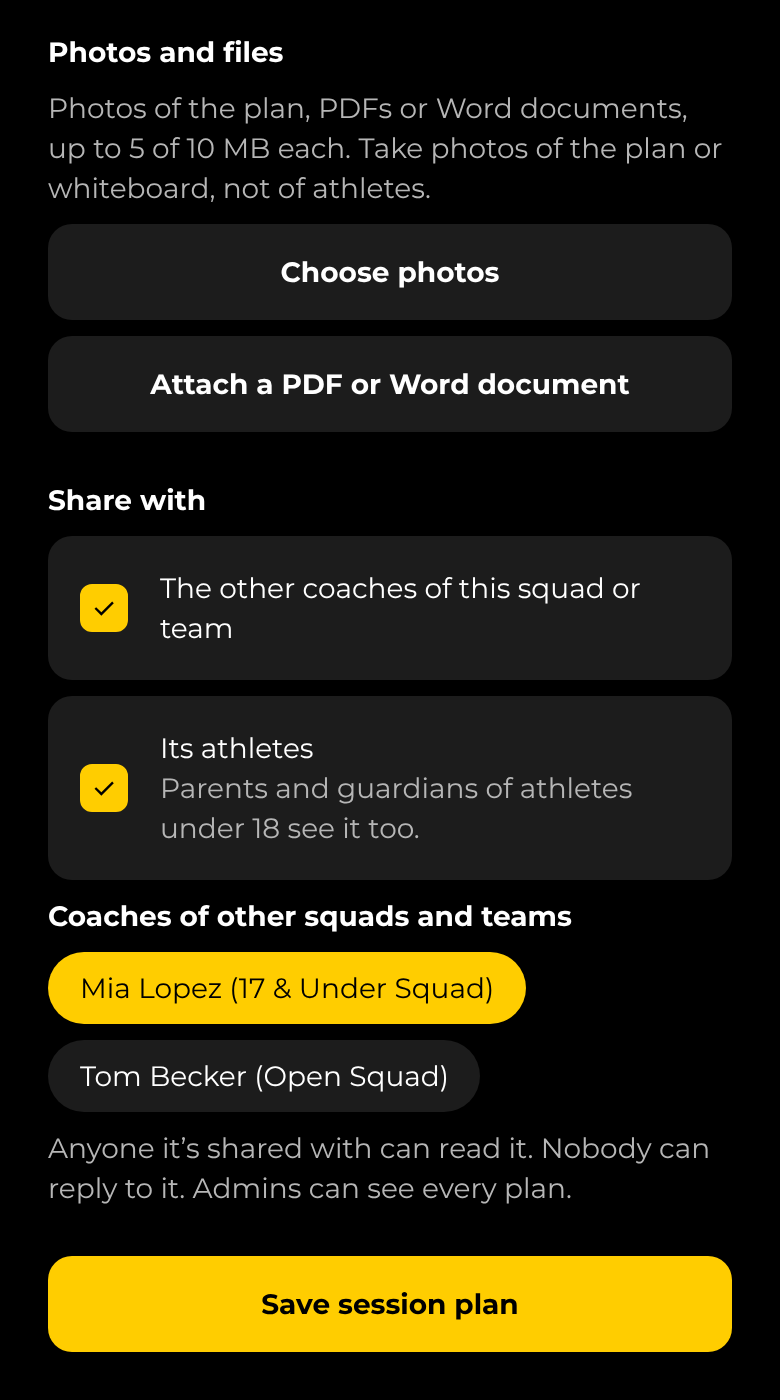 Photos and files
Photos of the plan, PDFs or Word documents,
up to 5 of 10 MB each. Take photos of the plan or
whiteboard, not of athletes.
Choose photos
Attach a PDF or Word document
Share with
The other coaches of this squad or
team
Its athletes
Parents and guardians of athletes
under 18 see it too.
Coaches of other squads and teams
Mia Lopez (17 & Under Squad)
Tom Becker (Open Squad)
Anyone it’s shared with can read it. Nobody can
reply to it. Admins can see every plan.
Save session plan